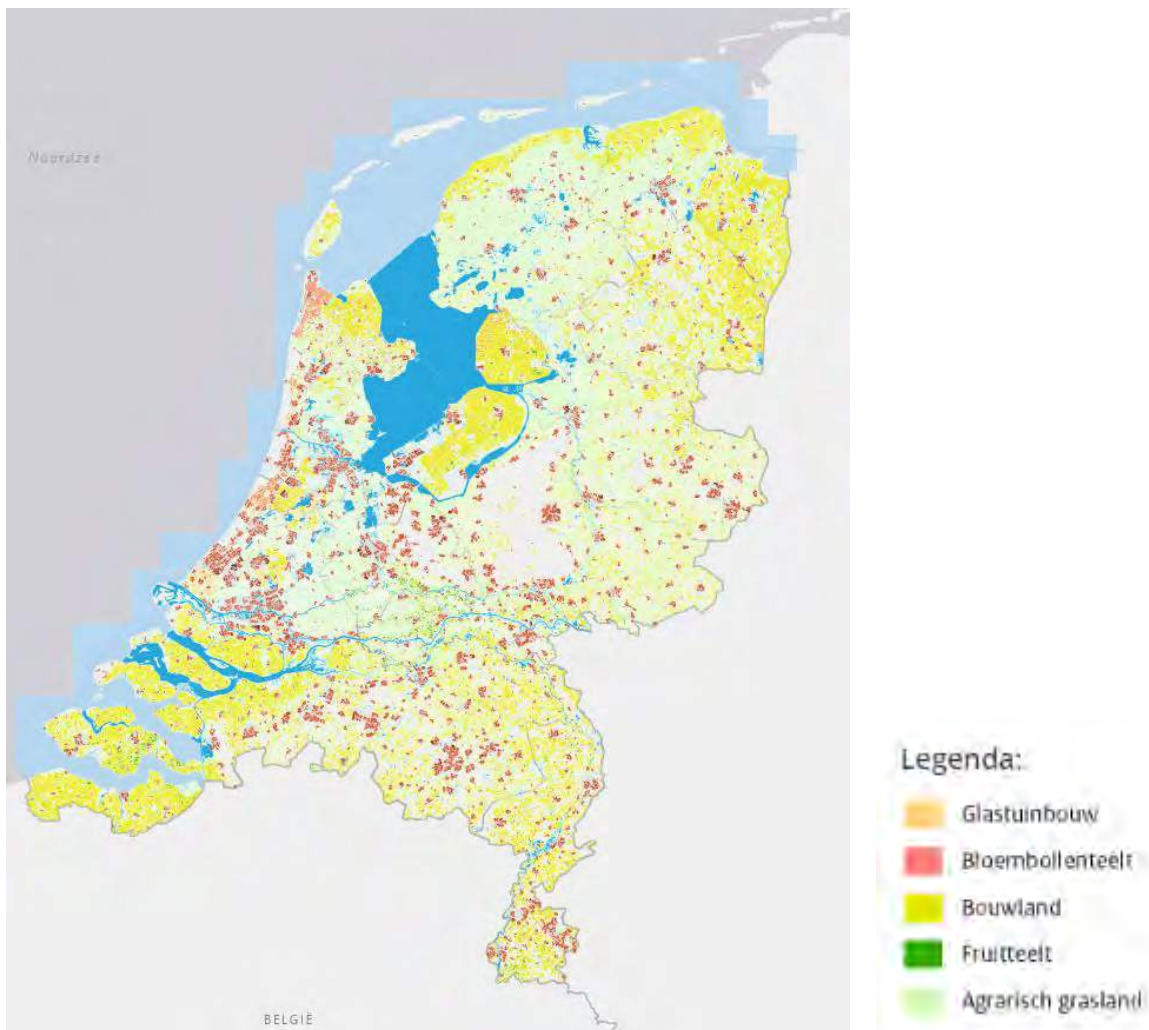 Noordzee
BELGIË
Legenda:
Glastuinbouw
Bloembollenteelt
Bouwland
Fruitteelt
Agrarisch grasland